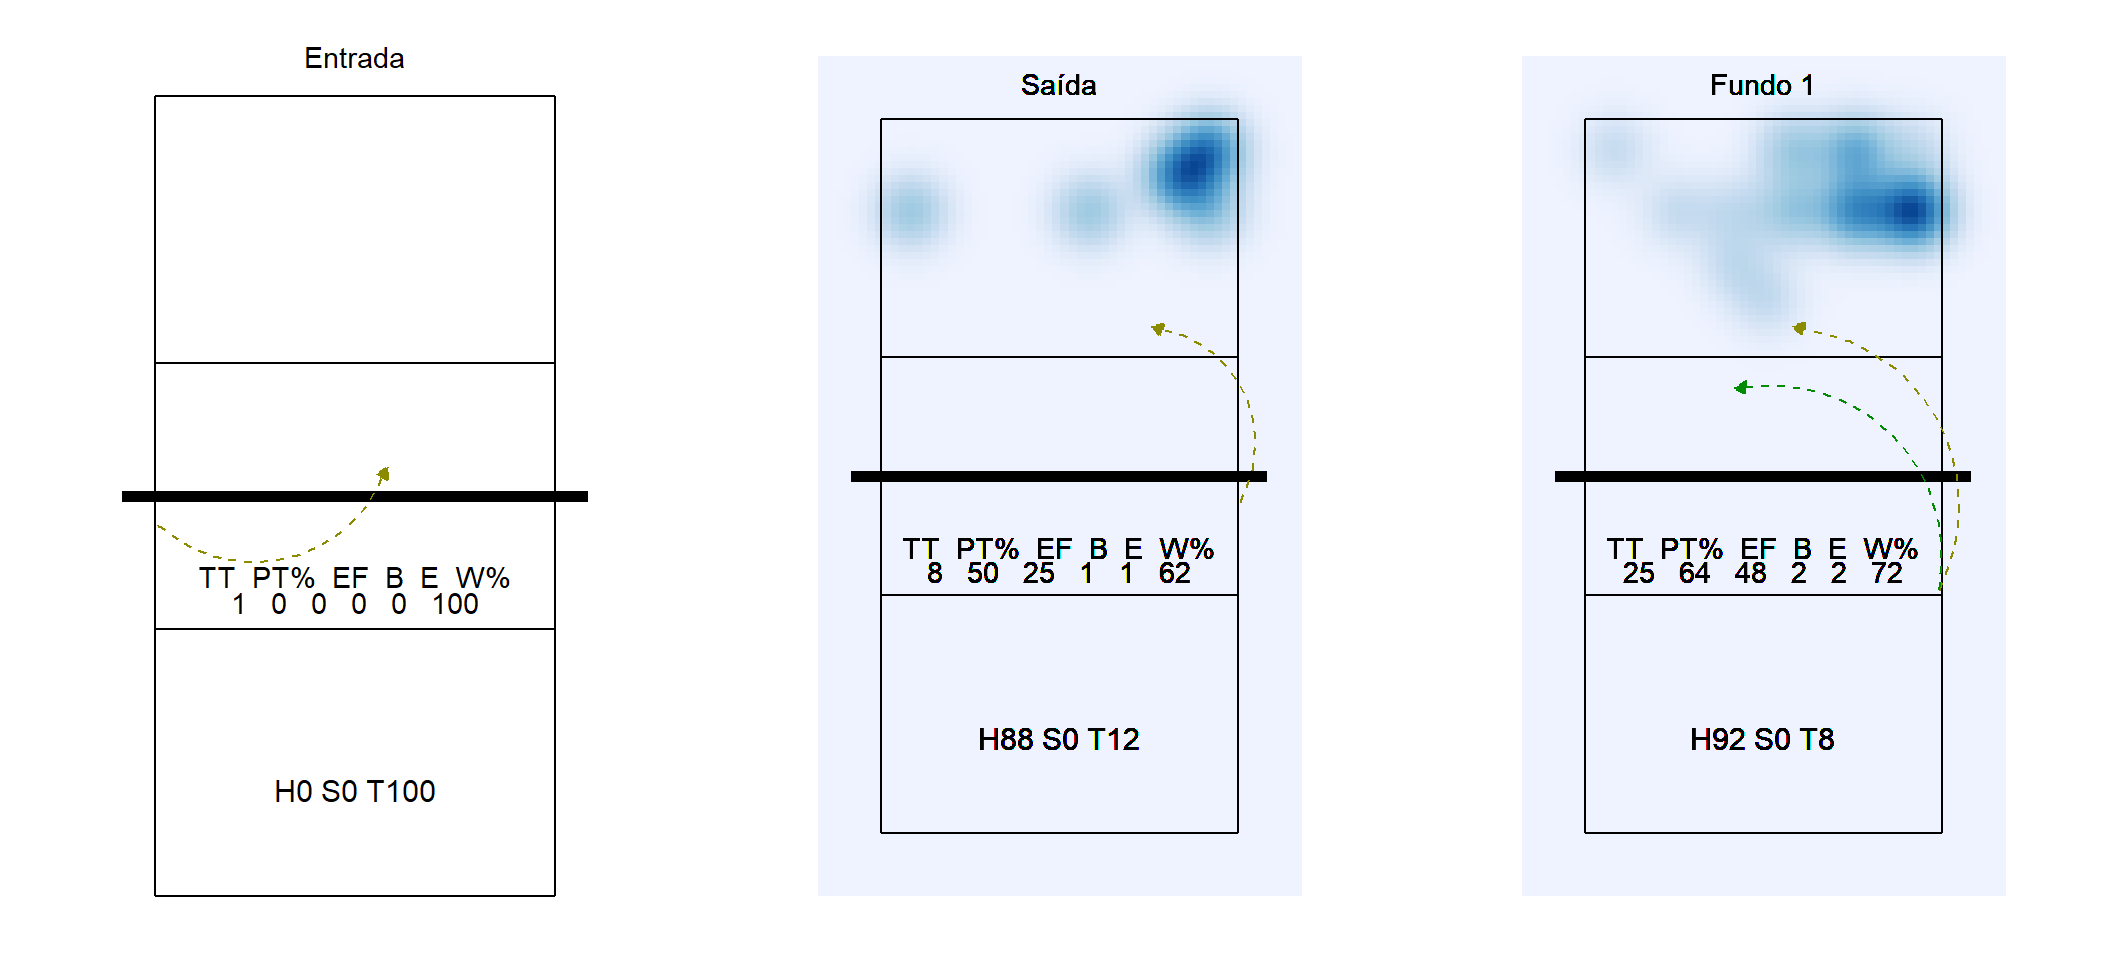 Entrada
TT PT% EF B E W%
1 0 0 0 0 100
H0 S0 T100
Saída
TT PT% EF B E W%
8 50 25 1 1 62
H88 S0 T12
Fundo 1
TT PT% EF B E W%
25 64 48 2 2 72
H92 S0 T8